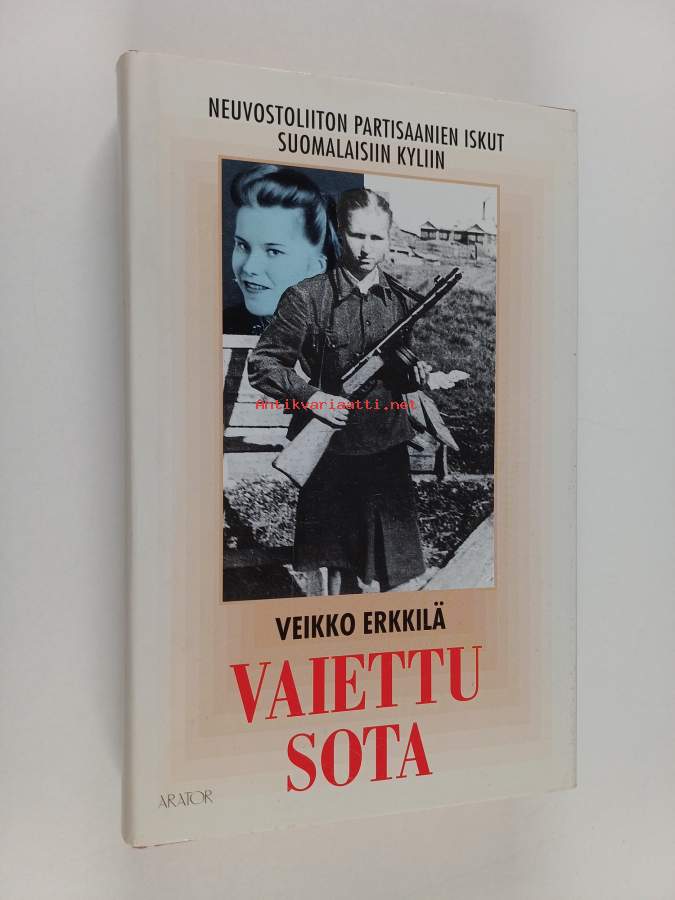 NEUVOSTOLIITON PARTISAANIEN ISKUT
SUOMALAISIIN KYLIIN
Antikvariaatti.net
VEIKKO ERKKILÄ
VAIETTU
SOTA
ARATOR